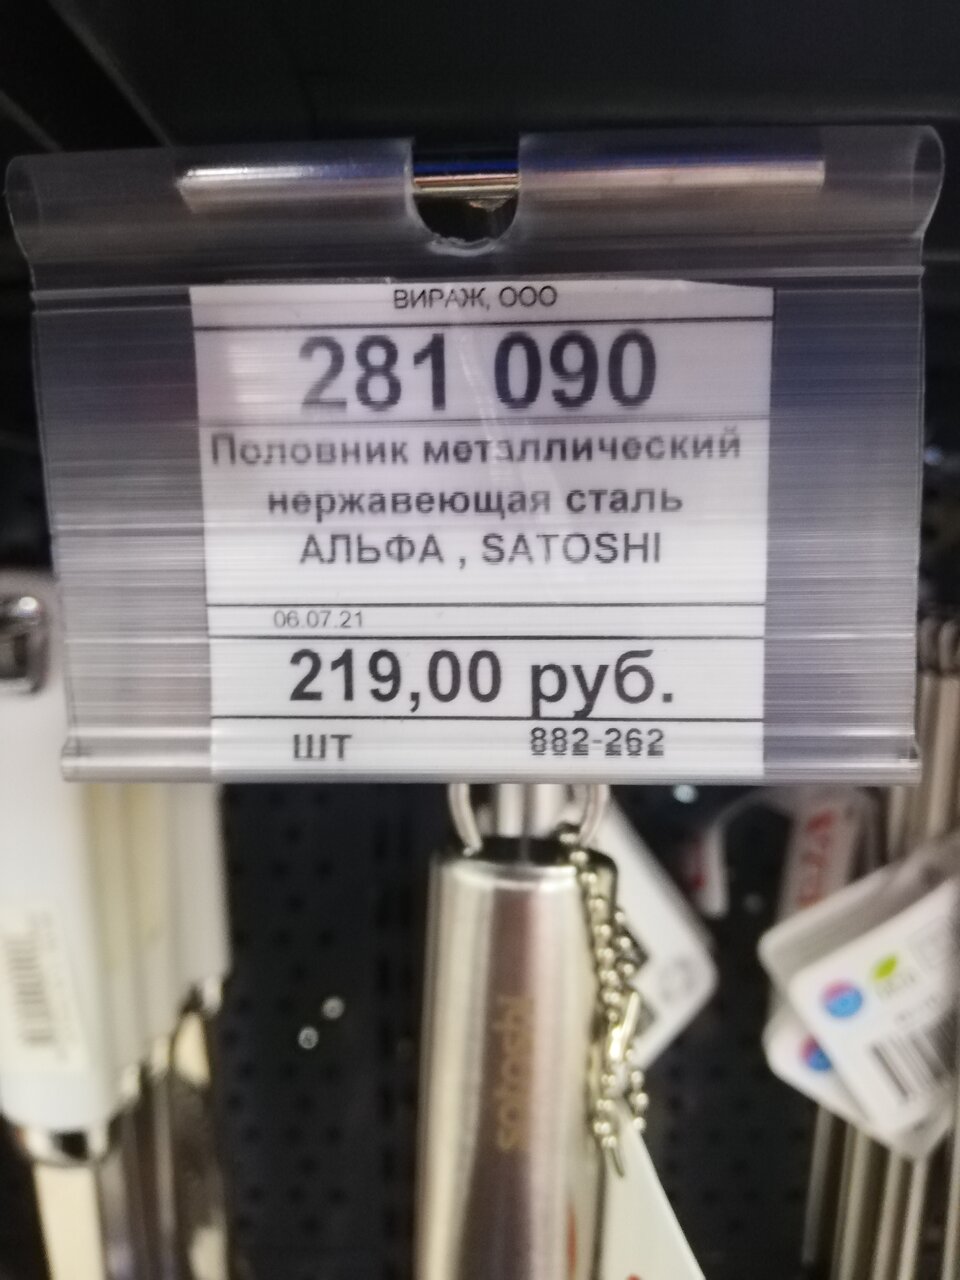 ВИРАЖ, ООО
281 090
Половник металлический
нержавеющая сталь
АЛЬФА , SATOSHI
06.07.21
219,00 руб.
ШТ 882-262
satoshi